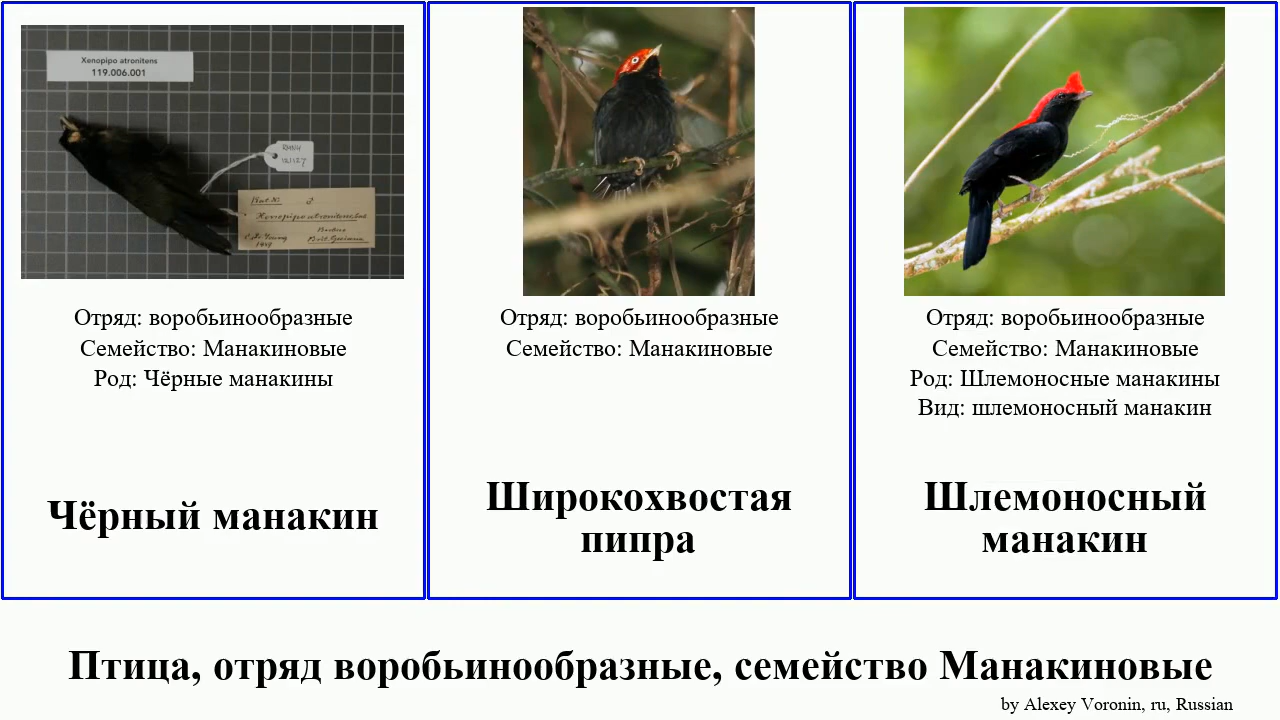 Xenopipo atronitens
119.006.001
RMNH
Отряд: воробьинообразные
Семейство: Манакиновые
Род: Чёрные манакины
Чёрный манакин
Отряд: воробьинообразные
Семейство: Манакиновые
Широкохвостая
пипра
Отряд: воробьинообразные
Семейство: Манакиновые
Род: Шлемоносные манакины
Вид: шлемоносный манакин
Шлемоносный
манакин
Птица, отряд воробьинообразные, семейство Манакиновые
by Alexey Voronin, ru, Russian